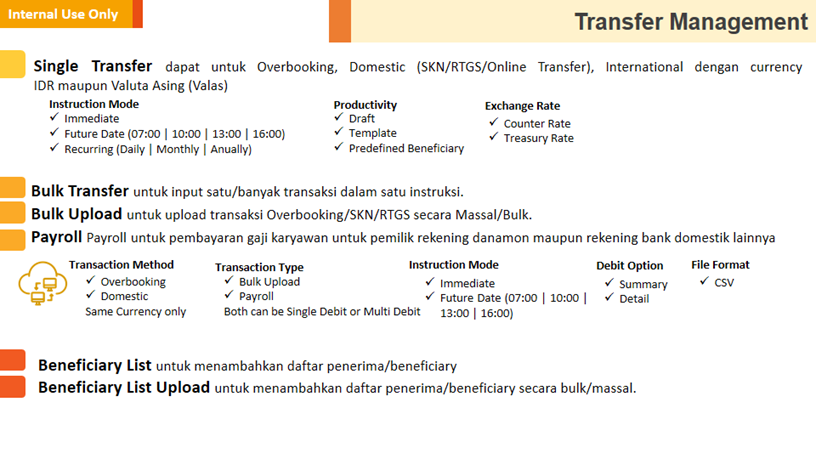 Internal Use Only
Transfer Management
Single Transfer dapat untuk Overbooking, Domestic (SKN/RTGS/Online Transfer), International dengan currency
IDR maupun Valuta Asing (Valas)
Instruction Mode
✓ Immediate
✓ Future Date (07:00 | 10:00 | 13:00 | 16:00)
✓ Recurring (Daily | Monthly | Anually)
Productivity
✓ Draft
✓ Template
✓ Predefined Beneficiary
Exchange Rate
✓ Counter Rate
✓ Treasury Rate
Bulk Transfer untuk input satu/banyak transaksi dalam satu instruksi.
Bulk Upload untuk upload transaksi Overbooking/SKN/RTGS secara Massal/Bulk.
Payroll Payroll untuk pembayaran gaji karyawan untuk pemilik rekening danamon maupun rekening bank domestik lainnya
Transaction Method
✓ Overbooking
✓ Domestic
Same Currency only
Transaction Type
✓ Bulk Upload
✓ Payroll
Both can be Single Debit or Multi Debit
Instruction Mode
✓ Immediate
✓ Future Date (07:00 | 10:00 |
13:00 | 16:00)
Debit Option
✓ Summary
✓ Detail
File Format
✓ CSV
Beneficiary List untuk menambahkan daftar penerima/beneficiary
Beneficiary List Upload untuk menambahkan daftar penerima/beneficiary secara bulk/massal.